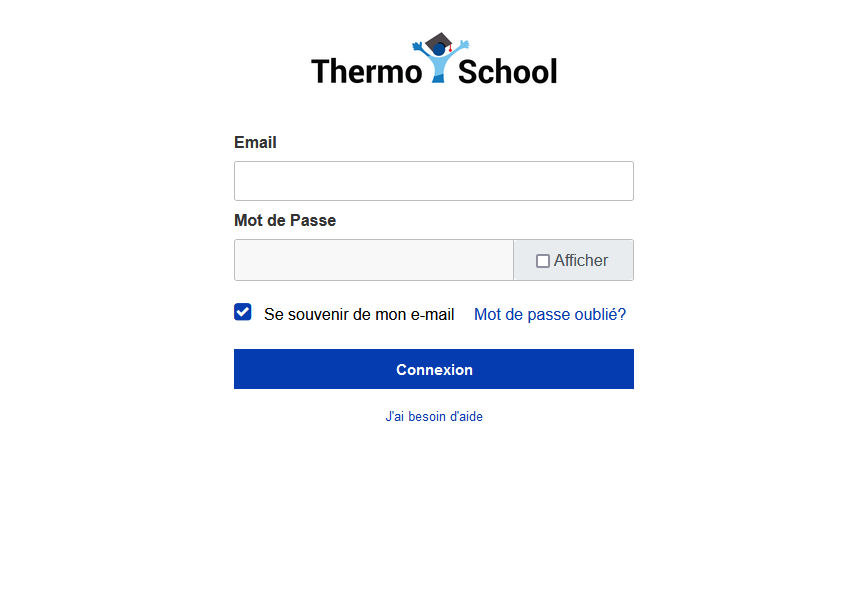 Thermo School
Email
Mot de Passe
Afficher
Se souvenir de mon e-mail Mot de passe oublié?
Connexion
J'ai besoin d'aide